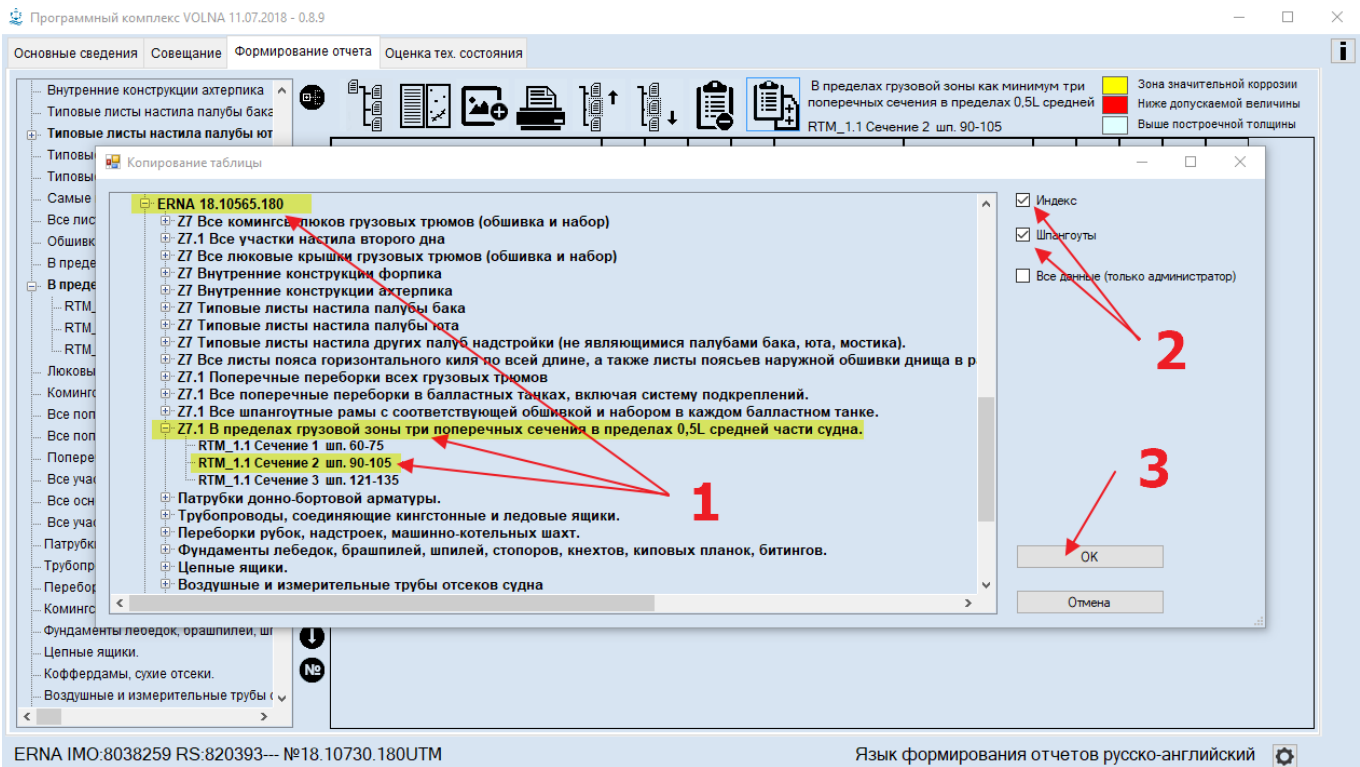 Программный комплекс VOLNA 11.07.2018 - 0.8.9
Основные сведения Совещание Формирование отчета Оценка тех. состояния
Внутренние конструкции ахтерпика
Типовые листы настила палубы бака
Типовые листы настила палубы ют
В пределах грузовой зоны как минимум три
поперечных сечения в пределах 0,5L средней
RTM_1.1 Сечение 2 шп. 90-105
Зона значительной коррозии
Ниже допускаемой величины
Выше построечной толщины
Типовы
Типовы
Самые
Все лис
Обшивк
В преде
В преде
RTM_
RTM_
RTM_
Люковы
Комингс
Все поп
Все поп
Попере
Все учас
Все осн
Все учас
Патрубки
Трубопр
Перебор
Комингс
Фундаменты лебедок, брашпилей, шп
Цепные ящики.
Коффердамы, сухие отсеки.
Воздушные и измерительные трубы о
Копирование таблицы
ERNA 18.10565.180
Z7 Все комингсы люков грузовых трюмов (обшивка и набор)
Z7.1 Все участки настила второго дна
Z7 Все люковые крышки грузовых трюмов (обшивка и набор)
Z7 Внутренние конструкции форпика
Z7 Внутренние конструкции ахтерпика
Z7 Типовые листы настила палубы бака
Z7 Типовые листы настила палубы юта
Z7 Типовые листы настила других палуб надстройки (не являющимися палубами бака, юта, мостика).
Z7 Все листы пояса горизонтального киля по всей длине, а также листы поясьев наружной обшивки днища в р
Z7.1 Поперечные переборки всех грузовых трюмов
Z7.1 Все поперечные переборки в балластных танках, включая систему подкреплений.
Z7.1 Все шпангоутные рамы с соответствующей обшивкой и набором в каждом балластном танке.
Z7.1 В пределах грузовой зоны три поперечных сечения в пределах 0,5L средней части судна.
RTM_1.1 Сечение 1 шп. 60-75
RTM_1.1 Сечение 2 шп. 90-105
RTM_1.1 Сечение 3 шп. 121-135
Патрубки донно-бортовой арматуры.
Трубопроводы, соединяющие кингстонные и ледовые ящики.
Переборки рубок, надстроек, машинно-котельных шахт.
Фундаменты лебедок, брашпилей, шпилей, стопоров, кнехтов, киповых планок, битингов.
Цепные ящики.
Воздушные и измерительные трубы отсеков судна
Индекс
Шпангоуты
Все данные (только администратор)
1
2
3
OK
Отмена
№
ERNA IMO:8038259 RS:820393--- №18.10730.180UTM
Язык формирования отчетов русско-английский